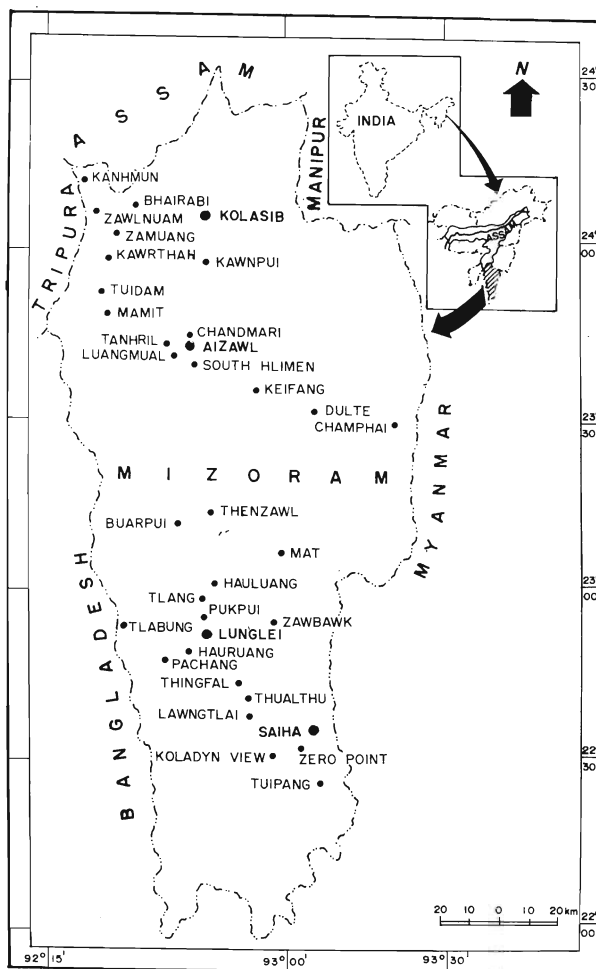 ASSAM
N
24°
30'
INDIA
MANIPUR
ASSAM
TRIPURA
KANHMUN
BHAIRABI
ZAWLNUAM
KOLASIB
ZAMUANG
24°
00'
KAWRTHAH
KAWNPUI
TUIDAM
MAMIT
CHANDMARI
TANHRIL
AIZAWL
LUANGMUAL
SOUTH HLIMEN
KEIFANG
DULTE
CHAMPHAI
23°
30'
MIZORAM
MYANMAR
THENZAWL
BUARPUI
MAT
BANGLADESH
HAULUANG
23°
00'
TLANG
PUKPUI
TLABUNG
ZAWBAWK
LUNGLEI
HAURUANG
PACHANG
THINGFAL
THUALTHU
LAWNGTLAI
SAIHA
KOLADYN VIEW
ZERO POINT
22°
30'
TUIPANG
20 10 0 10 20 km
92°15' 93°00' 93°30'